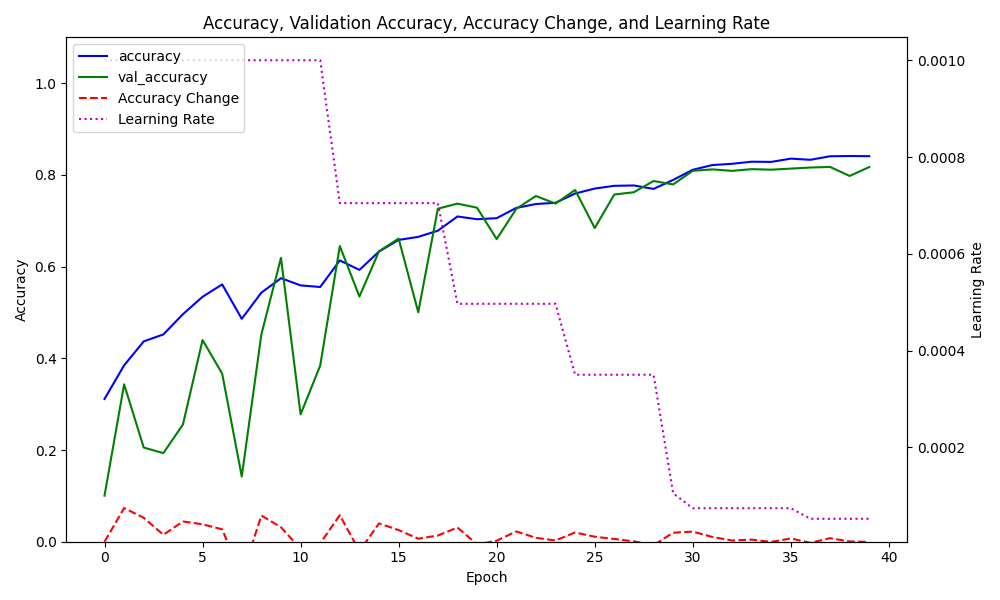 Accuracy, Validation Accuracy, Accuracy Change, and Learning Rate
accuracy
val_accuracy
Accuracy Change
Learning Rate
Accuracy
1.0
0.8
0.6
0.4
0.2
0.0
0.0010
0.0008
0.0006
0.0004
0.0002
Learning Rate
0 5 10 15 20 25 30 35 40
Epoch